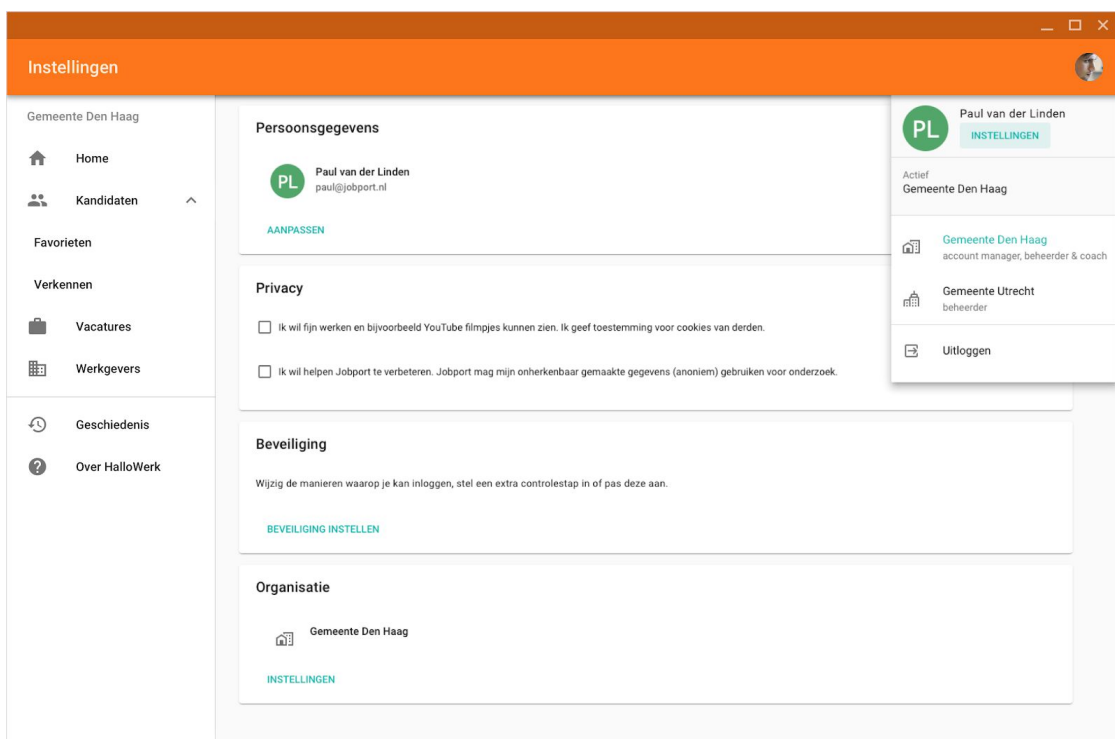 Instellingen
Gemeente Den Haag
Home
Kandidaten
Favorieten
Verkennen
Vacatures
Werkgevers
Geschiedenis
Over HalloWerk
Persoonsgegevens
PL
Paul van der Linden
paul@jobport.nl
AANPASSEN
Privacy
Ik wil fijn werken en bijvoorbeeld YouTube filmpjes kunnen zien. Ik geef toestemming voor cookies van derden.
Ik wil helpen Jobport te verbeteren. Jobport mag mijn onherkenbaar gemaakte gegevens (anoniem) gebruiken voor onderzoek.
Beveiliging
Wijzig de manieren waarop je kan inloggen, stel een extra controlestap in of pas deze aan.
BEVEILIGING INSTELLEN
Organisatie
Gemeente Den Haag
INSTELLINGEN
PL
Paul van der Linden
INSTELLINGEN
Actief
Gemeente Den Haag
Gemeente Den Haag
account manager, beheerder & coach
Gemeente Utrecht
beheerder
Uitloggen